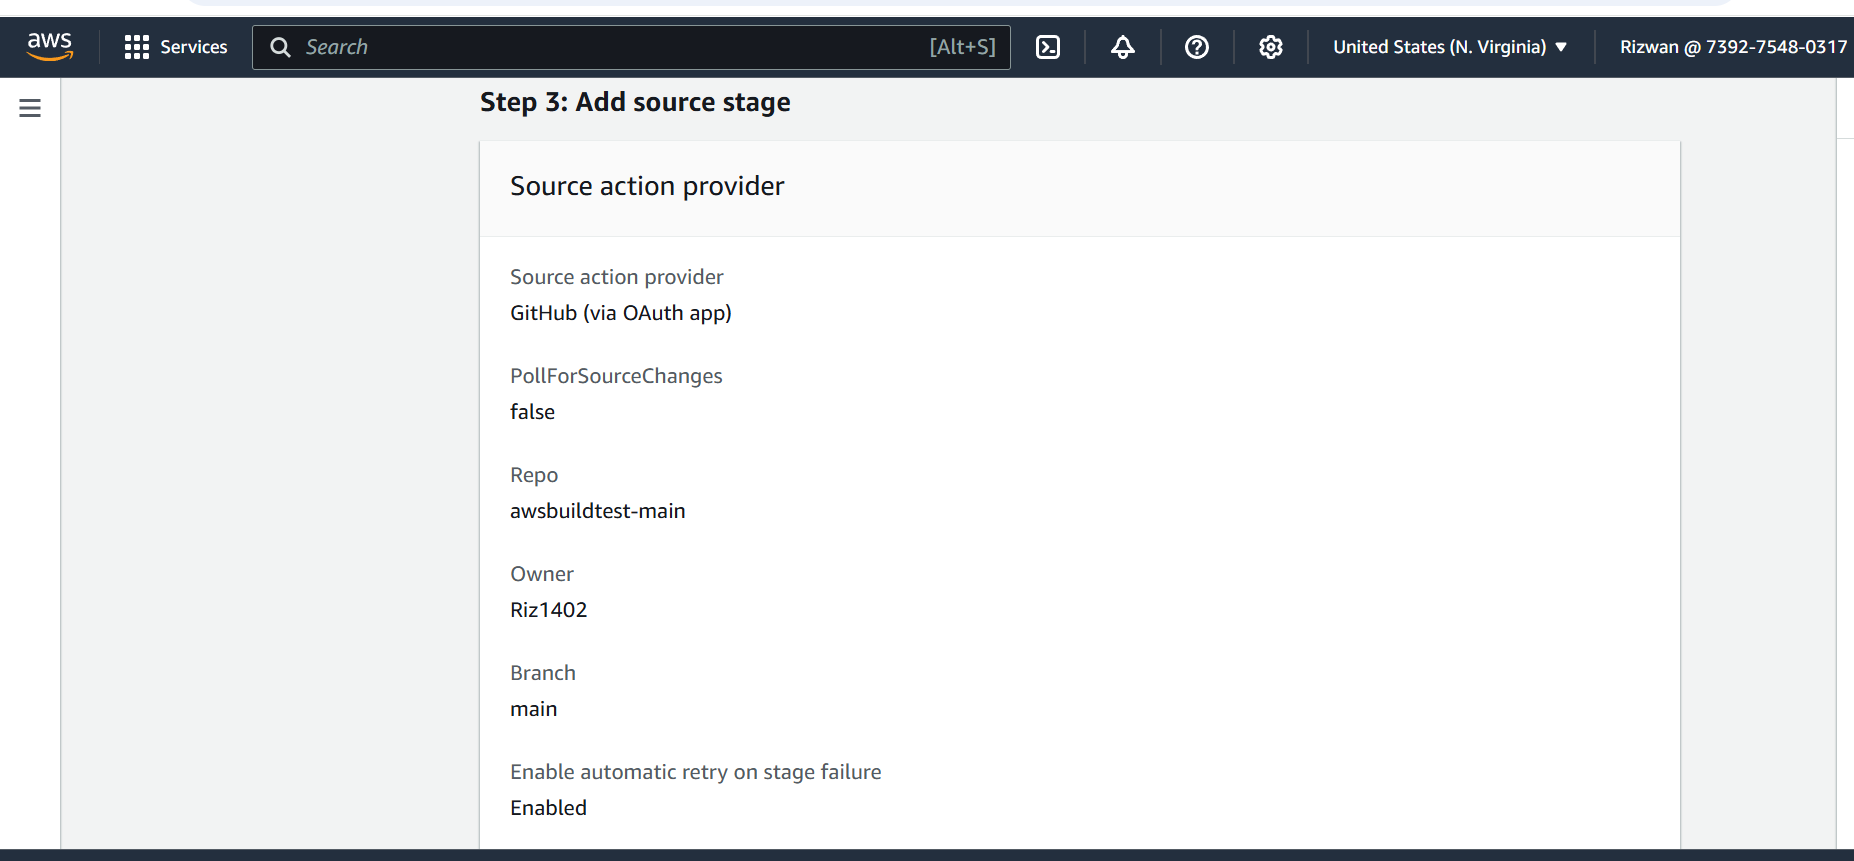 aws
Services
Search
[Alt+S]
United States (N. Virginia)
Rizwan @ 7392-7548-0317
Step 3: Add source stage
Source action provider
Source action provider
GitHub (via OAuth app)
PollForSourceChanges
false
Repo
awsbuildtest-main
Owner
Riz1402
Branch
main
Enable automatic retry on stage failure
Enabled